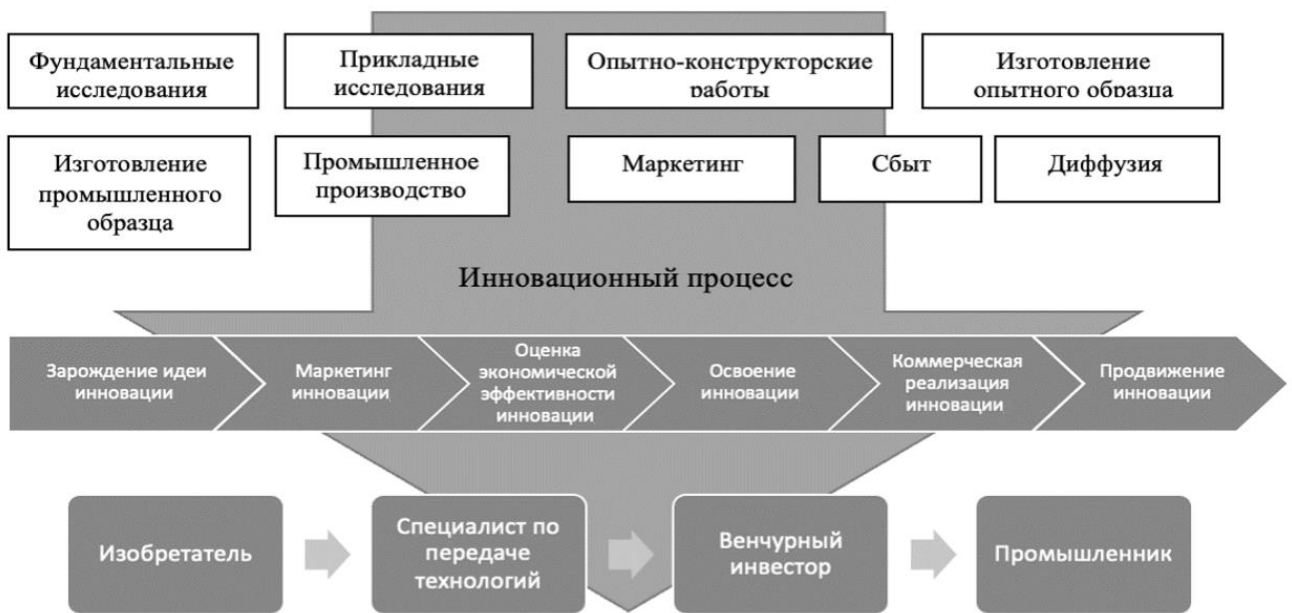 Фундаментальные
исследования
Прикладные
исследования
Опытно-конструкторские
работы
Изготовление
опытного образца
Изготовление
промышленного
образца
Промышленное
производство
Маркетинг
Сбыт
Диффузия
Инновационный процесс
Зарождение идеи
инновации
Маркетинг
инновации
Оценка
экономической
эффективности
инновации
Освоение
инновации
Коммерческая
реализация
инновации
Продвижение
инновации
Изобретатель
Специалист по
передаче
технологий
Венчурный
инвестор
Промышленник